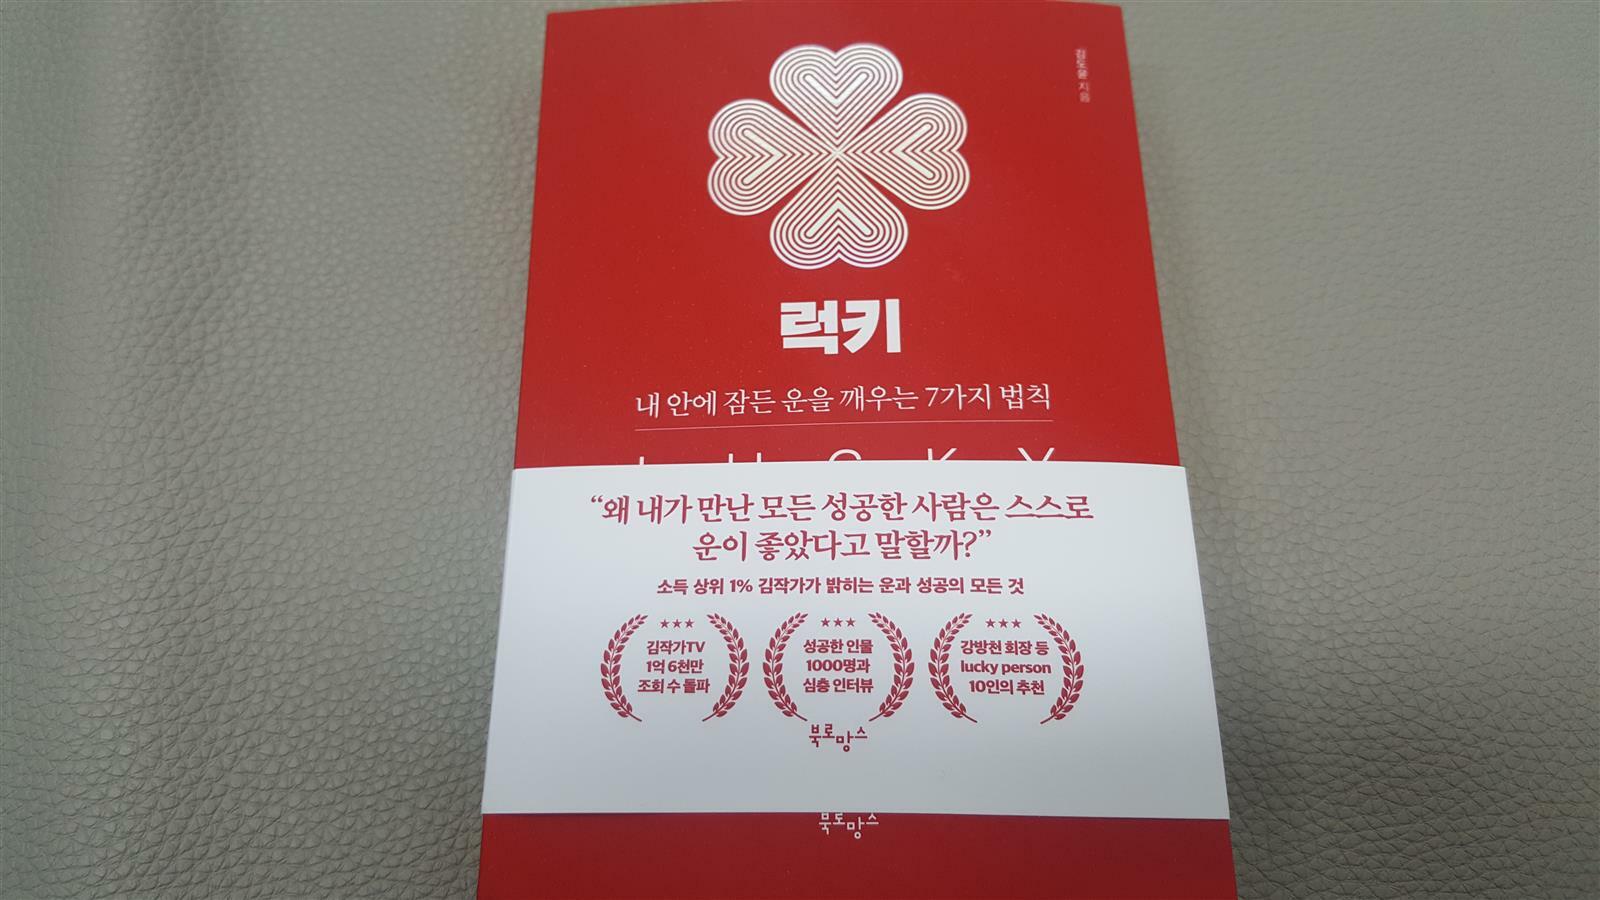 김도윤 지음
럭키
내 안에 잠든 운을 깨우는 7가지 법칙
L U C K Y
“왜 내가 만난 모든 성공한 사람은 스스로
운이 좋았다고 말할까?”
소득 상위 1% 김작가가 밝히는 운과 성공의 모든 것
김작가TV
1억 6천만
조회 수 돌파
성공한 인물
1000명과
심층 인터뷰
강방천 회장 등
lucky person
10인의 추천
북로망스
북로망스